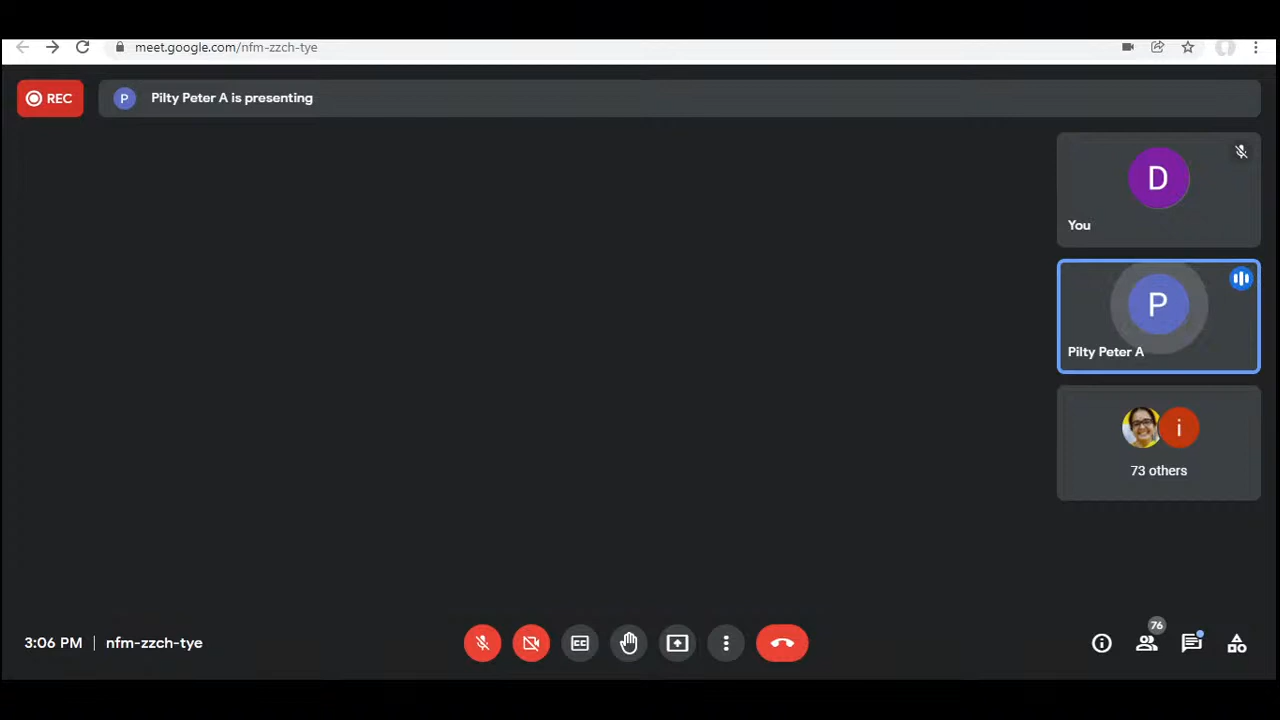 meet.google.com/nfm-zzch-tye
REC
P
Pilty Peter A is presenting
D
You
P
Pilty Peter A
i
73 others
3:06 PM | nfm-zzch-tye
CC
76